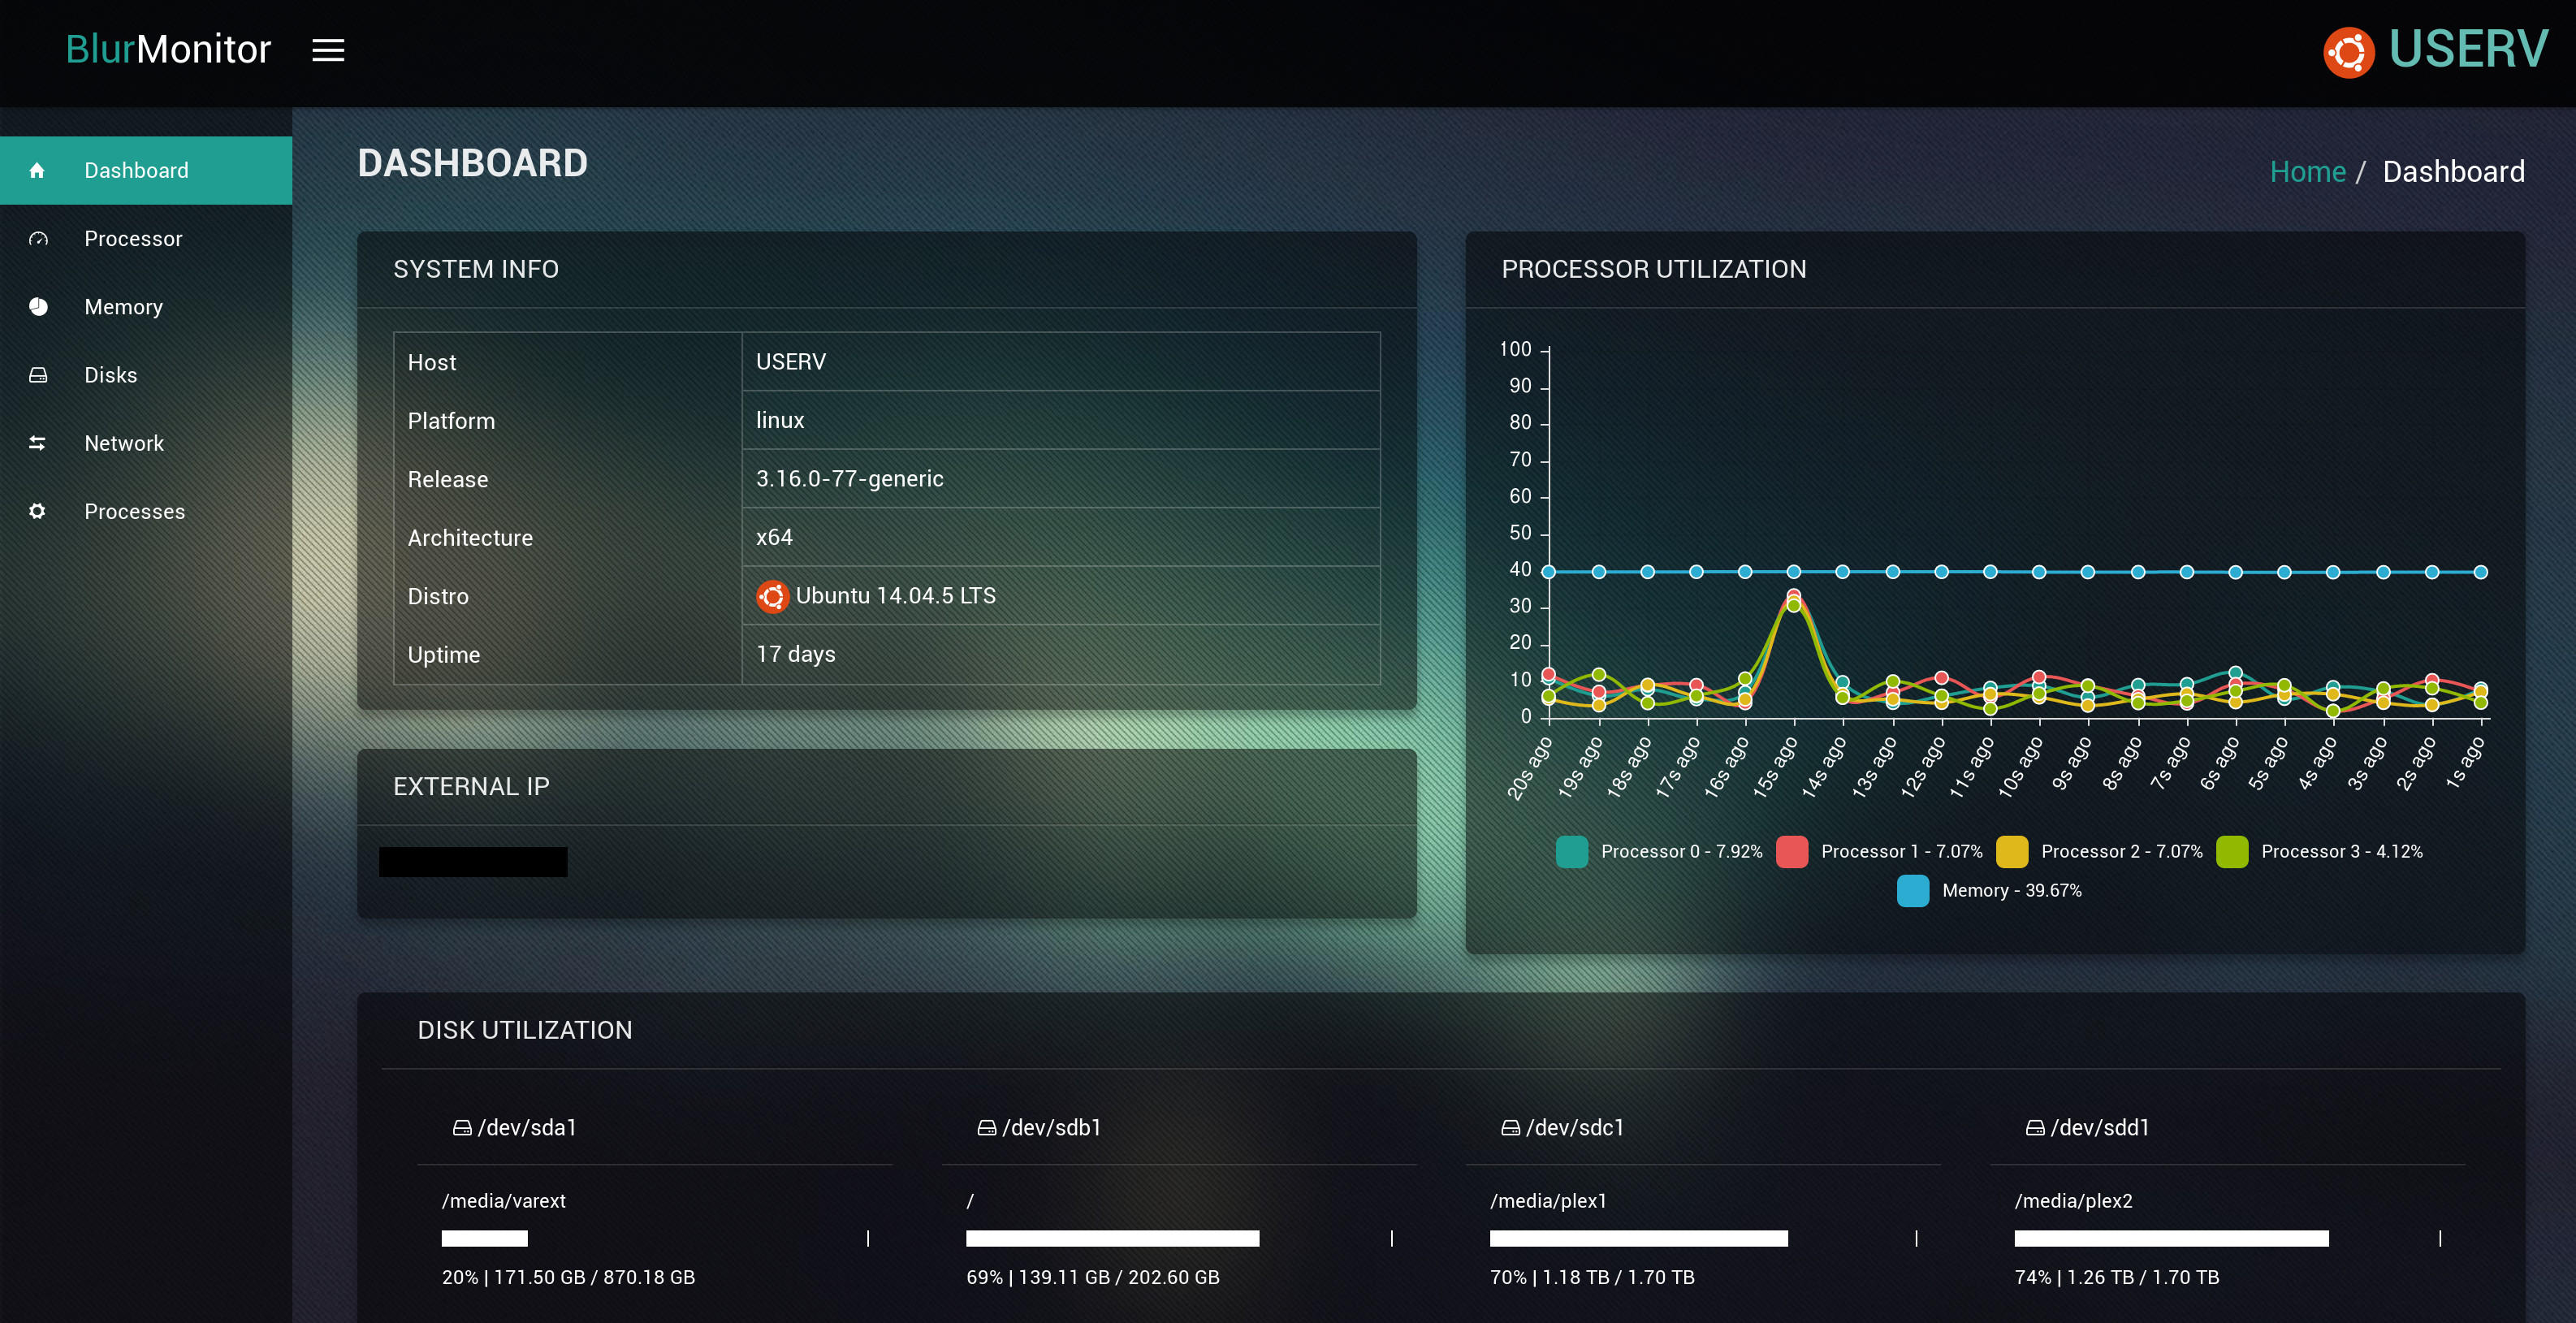 BlurMonitor
USERV
Dashboard
Processor
Memory
Disks
Network
Processes
DASHBOARD
Home / Dashboard
SYSTEM INFO
Host USERV
Platform linux
Release 3.16.0-77-generic
Architecture x64
Distro Ubuntu 14.04.5 LTS
Uptime 17 days
EXTERNAL IP
PROCESSOR UTILIZATION
100
90
80
70
60
50
40
30
20
10
0
20s ago 19s ago 18s ago 17s ago 16s ago 15s ago 14s ago 13s ago 12s ago 11s ago 10s ago 9s ago 8s ago 7s ago 6s ago 5s ago 4s ago 3s ago 2s ago 1s ago
Processor 0 - 7.92% Processor 1 - 7.07% Processor 2 - 7.07% Processor 3 - 4.12%
Memory - 39.67%
DISK UTILIZATION
/dev/sda1
/media/varext
20% | 171.50 GB / 870.18 GB
/dev/sdb1
/
69% | 139.11 GB / 202.60 GB
/dev/sdc1
/media/plex1
70% | 1.18 TB / 1.70 TB
/dev/sdd1
/media/plex2
74% | 1.26 TB / 1.70 TB